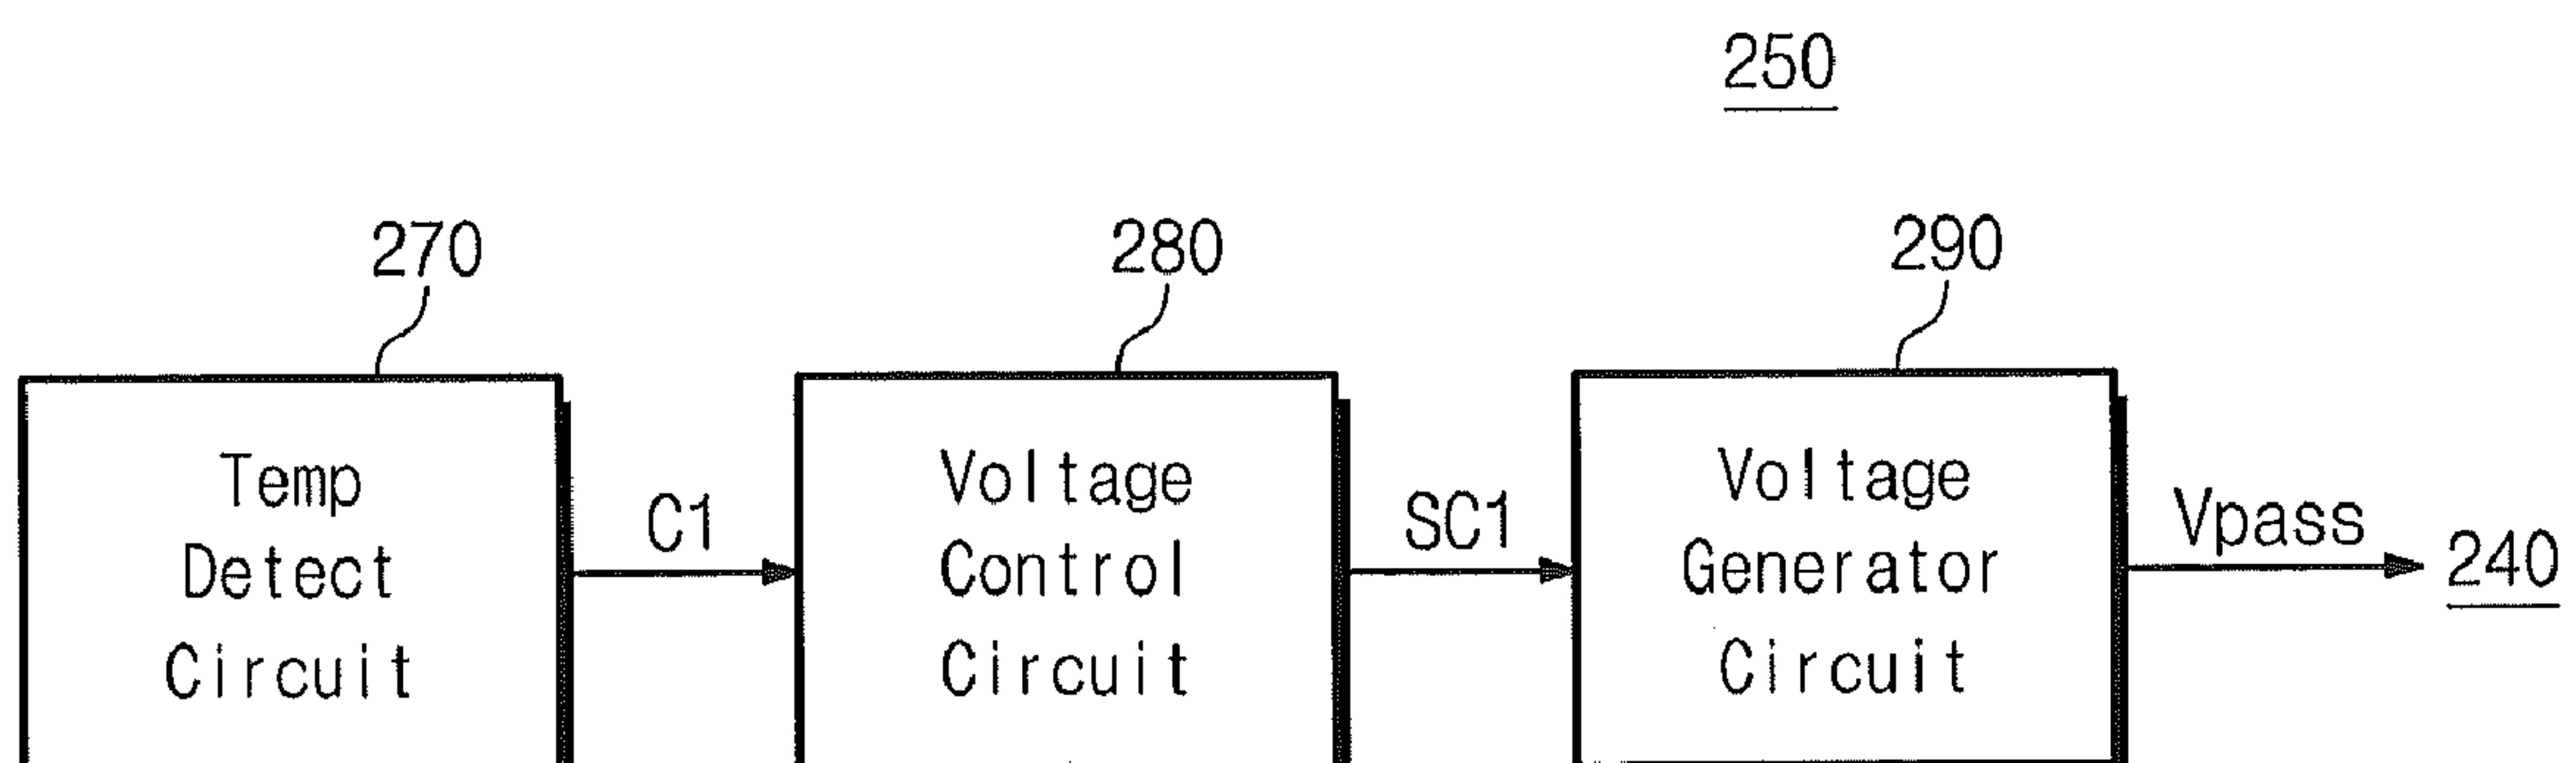 250
270
280
290
Temp
Detect
Circuit
C1
Voltage
Control
Circuit
SC1
Voltage
Generator
Circuit
Vpass
240